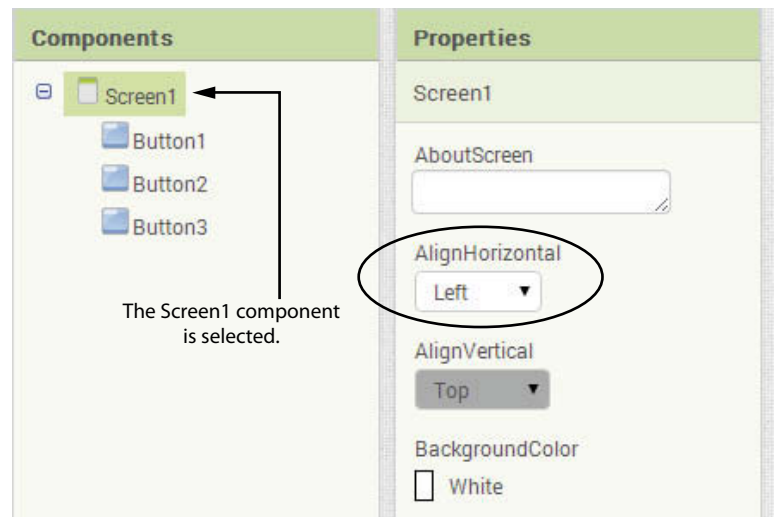 Components
Screen1
Button1
Button2
Button3
The Screen1 component
is selected.
Properties
Screen1
AboutScreen
AlignHorizontal
Left
AlignVertical
Top
BackgroundColor
White